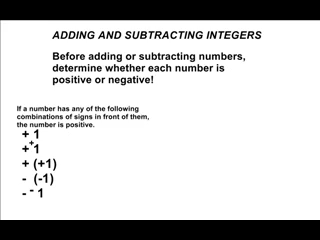 ADDING AND SUBTRACTING INTEGERS
Before adding or subtracting numbers,
determine whether each number is
positive or negative!
If a number has any of the following
combinations of signs in front of them,
the number is positive.
+ 1
+ ⁺1
+ (+1)
- (-1)
- ⁻1